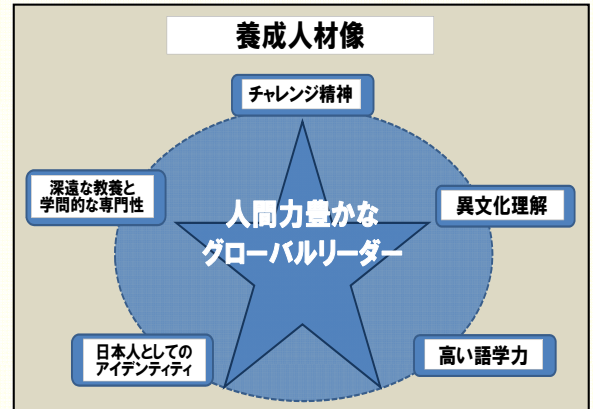 養成人材像
チャレンジ精神
深遠な教養と
学問的な専門性
異文化理解
人間力豊かな
グローバルリーダー
日本人としての
アイデンティティ
高い語学力